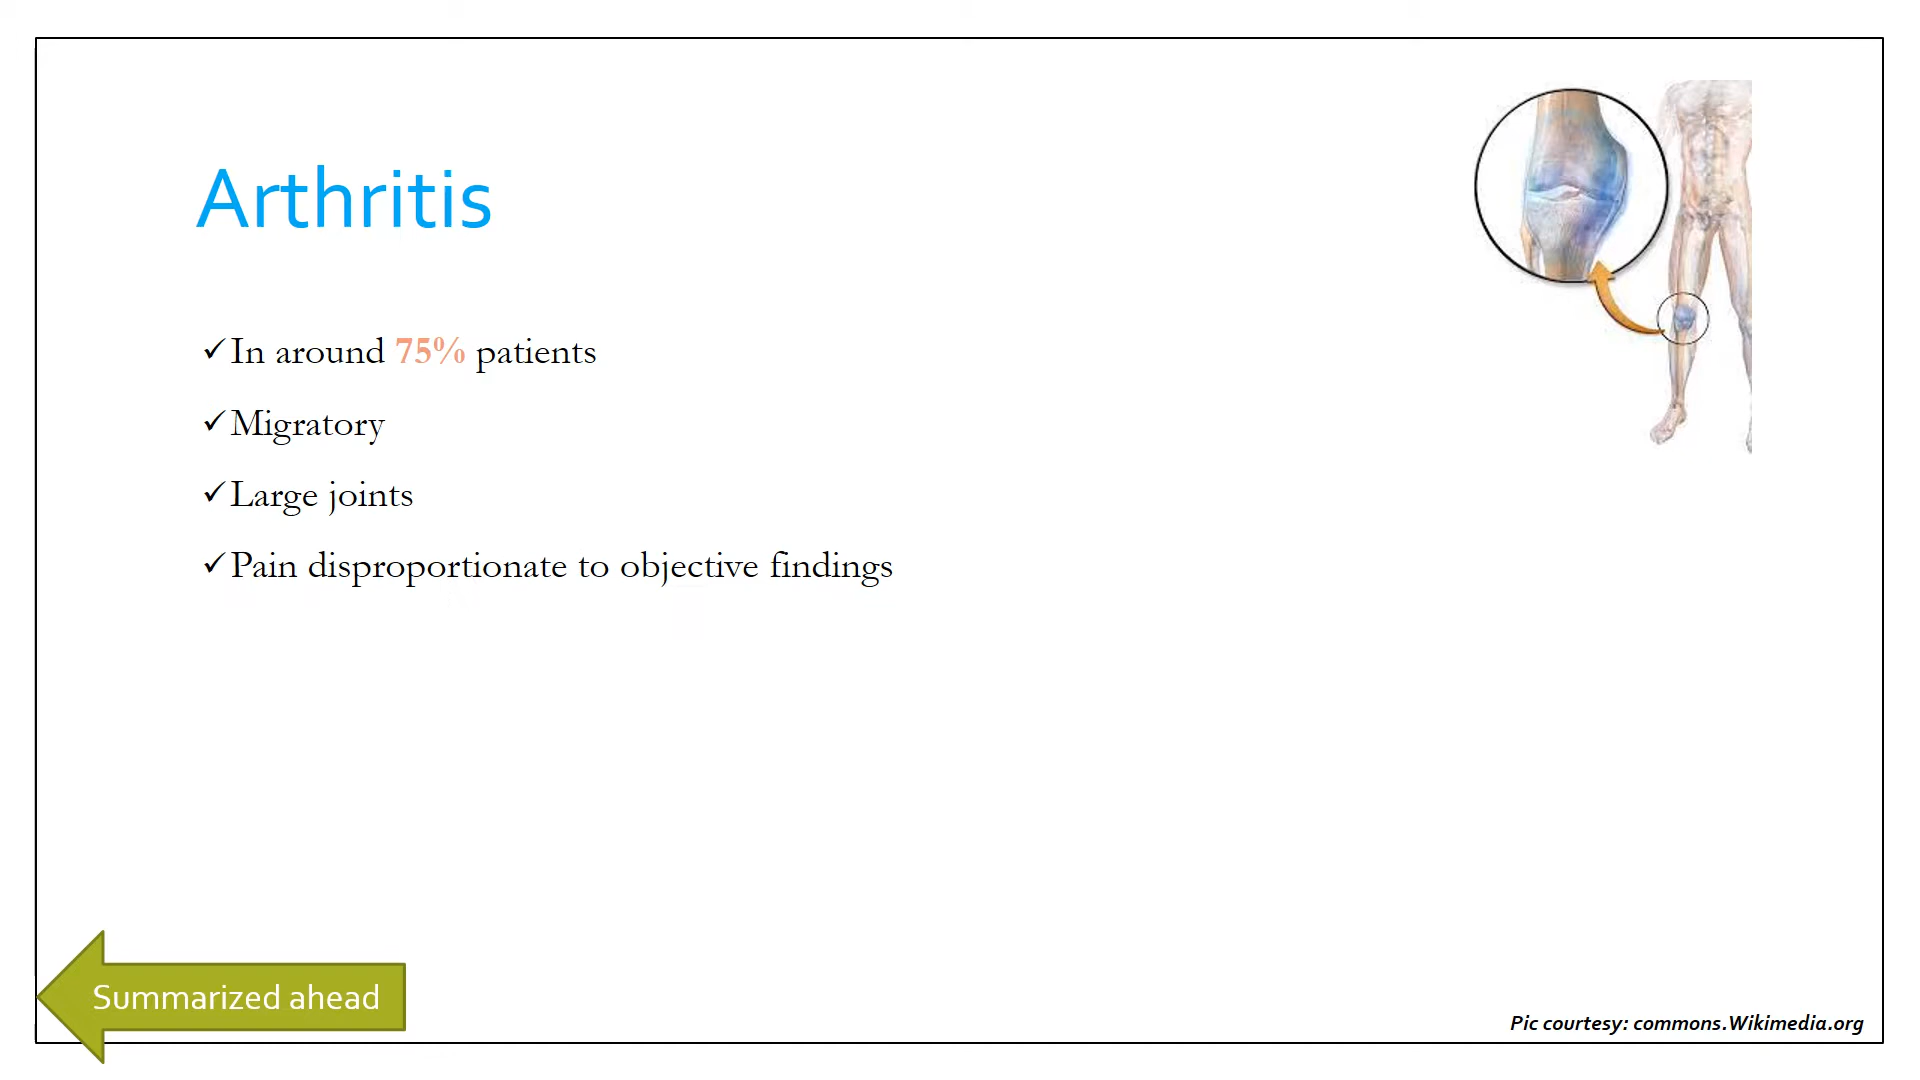 Arthritis
✓In around 75% patients
✓Migratory
✓Large joints
✓Pain disproportionate to objective findings
Summarized ahead
Pic courtesy: commons.Wikimedia.org